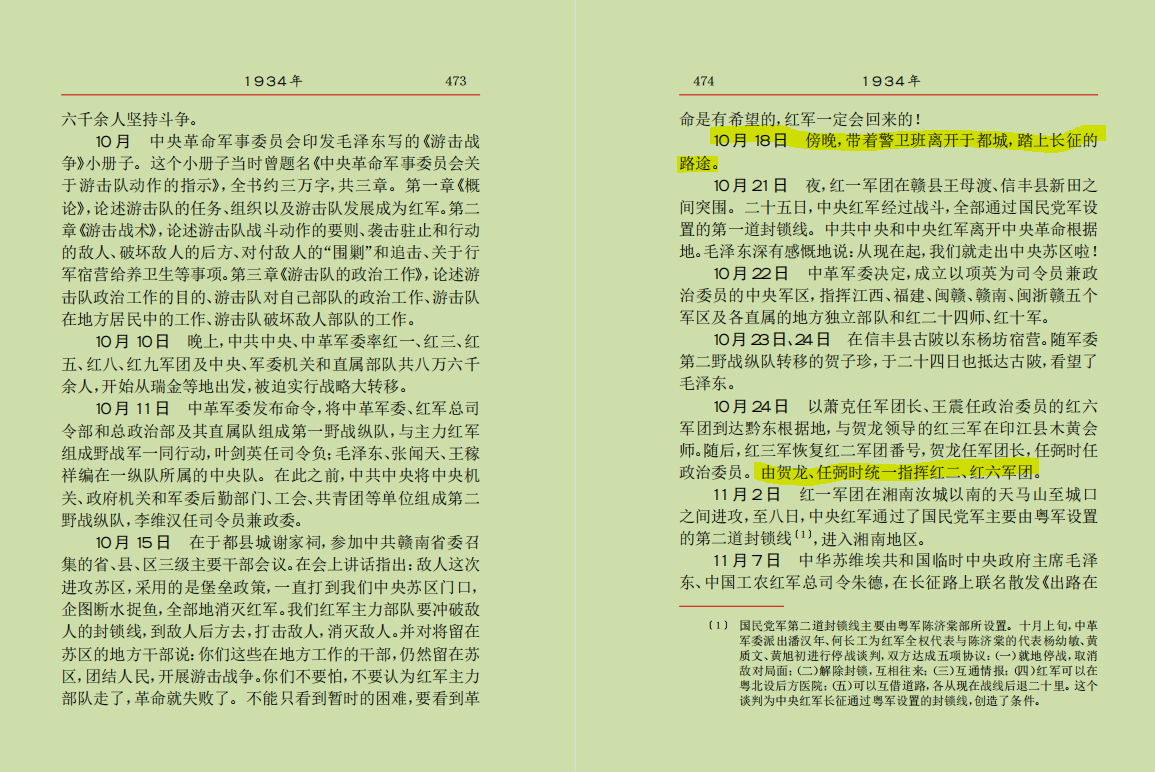 1934年 473
六千余人坚持斗争。
10月 中央革命军事委员会印发毛泽东写的《游击战
争》小册子。这个小册子当时曾题名《中央革命军事委员会关
于游击队动作的指示》，全书约三万字，共三章。第一章《概
论》，论述游击队的任务、组织以及游击队发展成为红军。第二
章《游击战术》，论述游击队战斗动作的要则、袭击驻止和行动
的敌人、破坏敌人的后方、对付敌人的“围剿”和追击、关于行
军宿营给养卫生等事项。第三章《游击队的政治工作》，论述游
击队政治工作的目的、游击队对自己部队的政治工作、游击队
在地方居民中的工作、游击队破坏敌人部队的工作。
10月10日 晚上，中共中央、中革军委率红一、红三、红
五、红八、红九军团及中央、军委机关和直属部队共八万六千
余人，开始从瑞金等地出发，被迫实行战略大转移。
10月11日 中革军委发布命令，将中革军委、红军总司
令部和总政治部及其直属队组成第一野战纵队，与主力红军
组成野战军一同行动，叶剑英任司令员；毛泽东、张闻天、王稼
祥编在一纵队所属的中央队。在此之前，中共中央将中央机
关、政府机关和军委后勤部门、工会、共青团等单位组成第二
野战纵队，李维汉任司令员兼政委。
10月15日 在于都县城谢家祠，参加中共赣南省委召
集的省、县、区三级主要干部会议。在会上讲话指出：敌人这次
进攻苏区，采用的是堡垒政策，一直打到我们中央苏区门口，
企图断水捉鱼，全部地消灭红军。我们红军主力部队要冲破敌
人的封锁线，到敌人后方去，打击敌人，消灭敌人。并对将留在
苏区的地方干部说：你们这些在地方工作的干部，仍然留在苏
区，团结人民，开展游击战争。你们不要怕，不要认为红军主力
部队走了，革命就失败了。不能只看到暂时的困难，要看到革
474 1934年
命是有希望的，红军一定会回来的！
10月18日 傍晚，带着警卫班离开于都城，踏上长征的
路途。
10月21日 夜，红一军团在赣县王母渡、信丰县新田之
间突围。二十五日，中央红军经过战斗，全部通过国民党军设
置的第一道封锁线。中共中央和中央红军离开中央革命根据
地。毛泽东深有感慨地说：从现在起，我们就走出中央苏区啦！
10月22日 中革军委决定，成立以项英为司令员兼政
治委员的中央军区，指挥江西、福建、闽赣、赣南、闽浙赣五个
军区及各直属的地方独立部队和红二十四师、红十军。
10月23日、24日 在信丰县古陂以东杨坊宿营。随军委
第二野战纵队转移的贺子珍，于二十四日也抵达古陂，看望了
毛泽东。
10月24日 以萧克任军团长、王震任政治委员的红六
军团到达黔东根据地，与贺龙领导的红三军在印江县木黄会
师。随后，红三军恢复红二军团番号，贺龙任军团长，任弼时任
政治委员。由贺龙、任弼时统一指挥红二、红六军团。
11月2日 红一军团在湘南汝城以南的天马山至城口
之间进攻，至八日，中央红军通过了国民党军主要由粤军设置
的第二道封锁线〔1〕，进入湘南地区。
11月7日 中华苏维埃共和国临时中央政府主席毛泽
东、中国工农红军总司令朱德，在长征路上联名散发《出路在
〔1〕 国民党军第二道封锁线主要由粤军陈济棠部所设置。十月上旬，中革
军委派出潘汉年、何长工为红军全权代表与陈济棠的代表杨幼敏、黄
质文、黄旭初进行停战谈判，双方达成五项协议：（一）就地停战，取消
敌对局面；（二）解除封锁，互相往来；（三）互通情报；（四）红军可以在
粤北设后方医院；（五）可以互借道路，各从现在战线后退二十里。这个
谈判为中央红军长征通过粤军设置的封锁线，创造了条件。